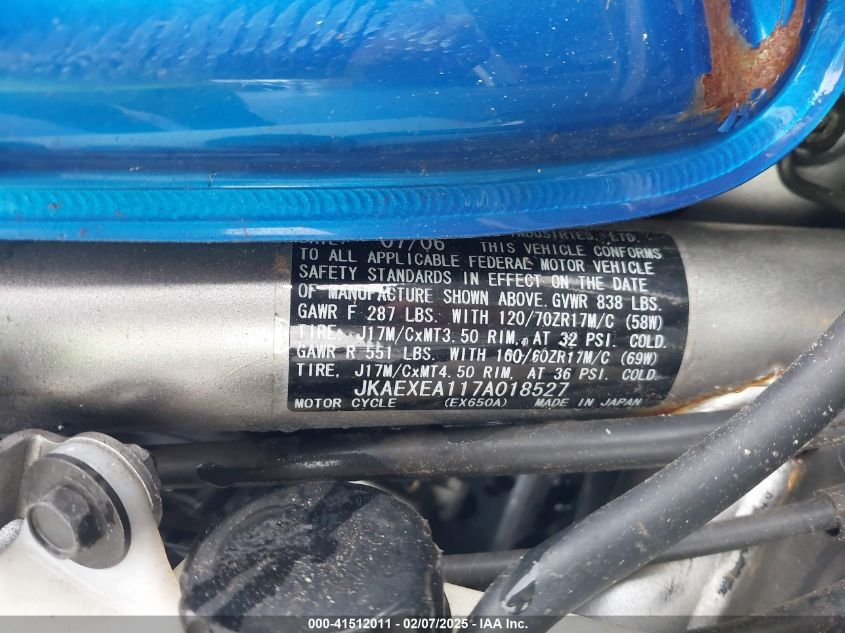 07/06 THIS VEHICLE CONFORMS
TO ALL APPLICABLE FEDERAL MOTOR VEHICLE
SAFETY STANDARDS IN EFFECT ON THE DATE
OF MANUFACTURE SHOWN ABOVE. GVWR 838 LBS.
GAWR F 287 LBS. WITH 120/70ZR17M/C (58W)
TIRE, J17M/CxMT3.50 RIM, AT 32 PSI. COLD.
GAWR R 551 LBS. WITH 160/60ZR17M/C (69W)
TIRE, J17M/CxMT4.50 RIM, AT 36 PSI. COLD.
JKAEXEA117A018527
MOTOR CYCLE (EX650A) MADE IN JAPAN
000-41512011 - 02/07/2025 - IAA Inc.